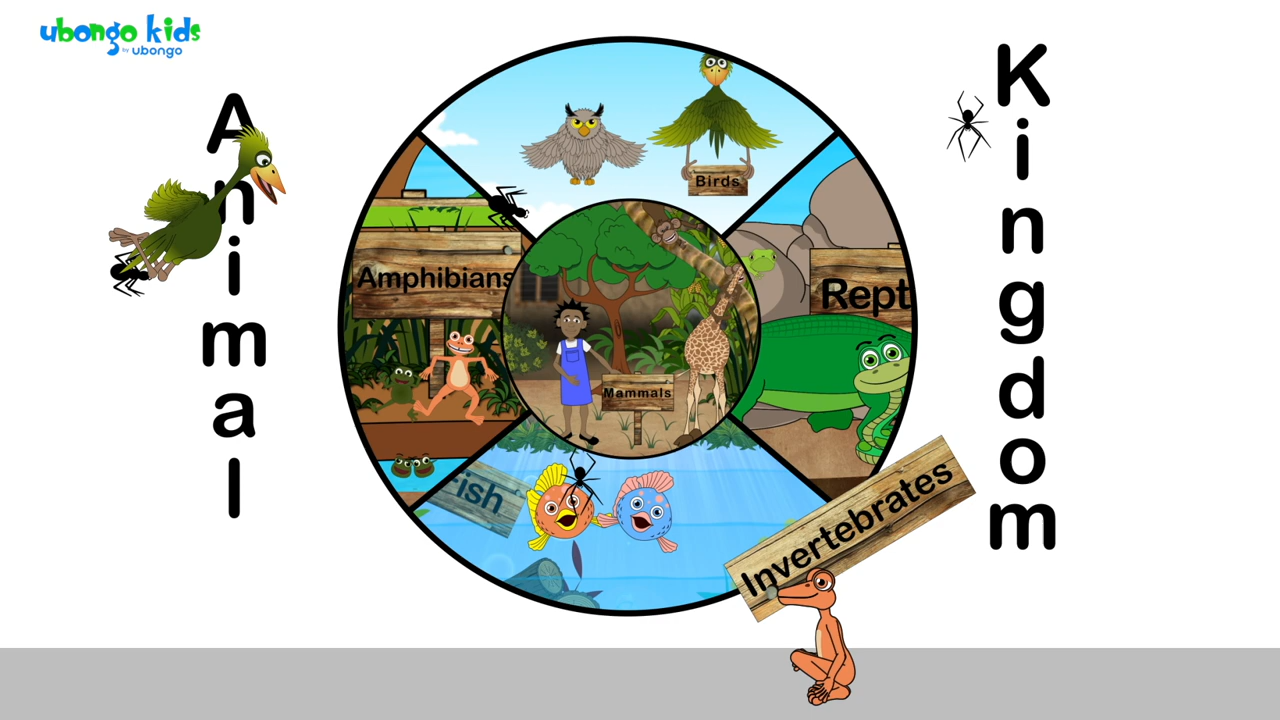 ubongo kids
by ubongo
Animal
Kingdom
Birds
Amphibians
Rept
Mammals
Fish
Invertebrates